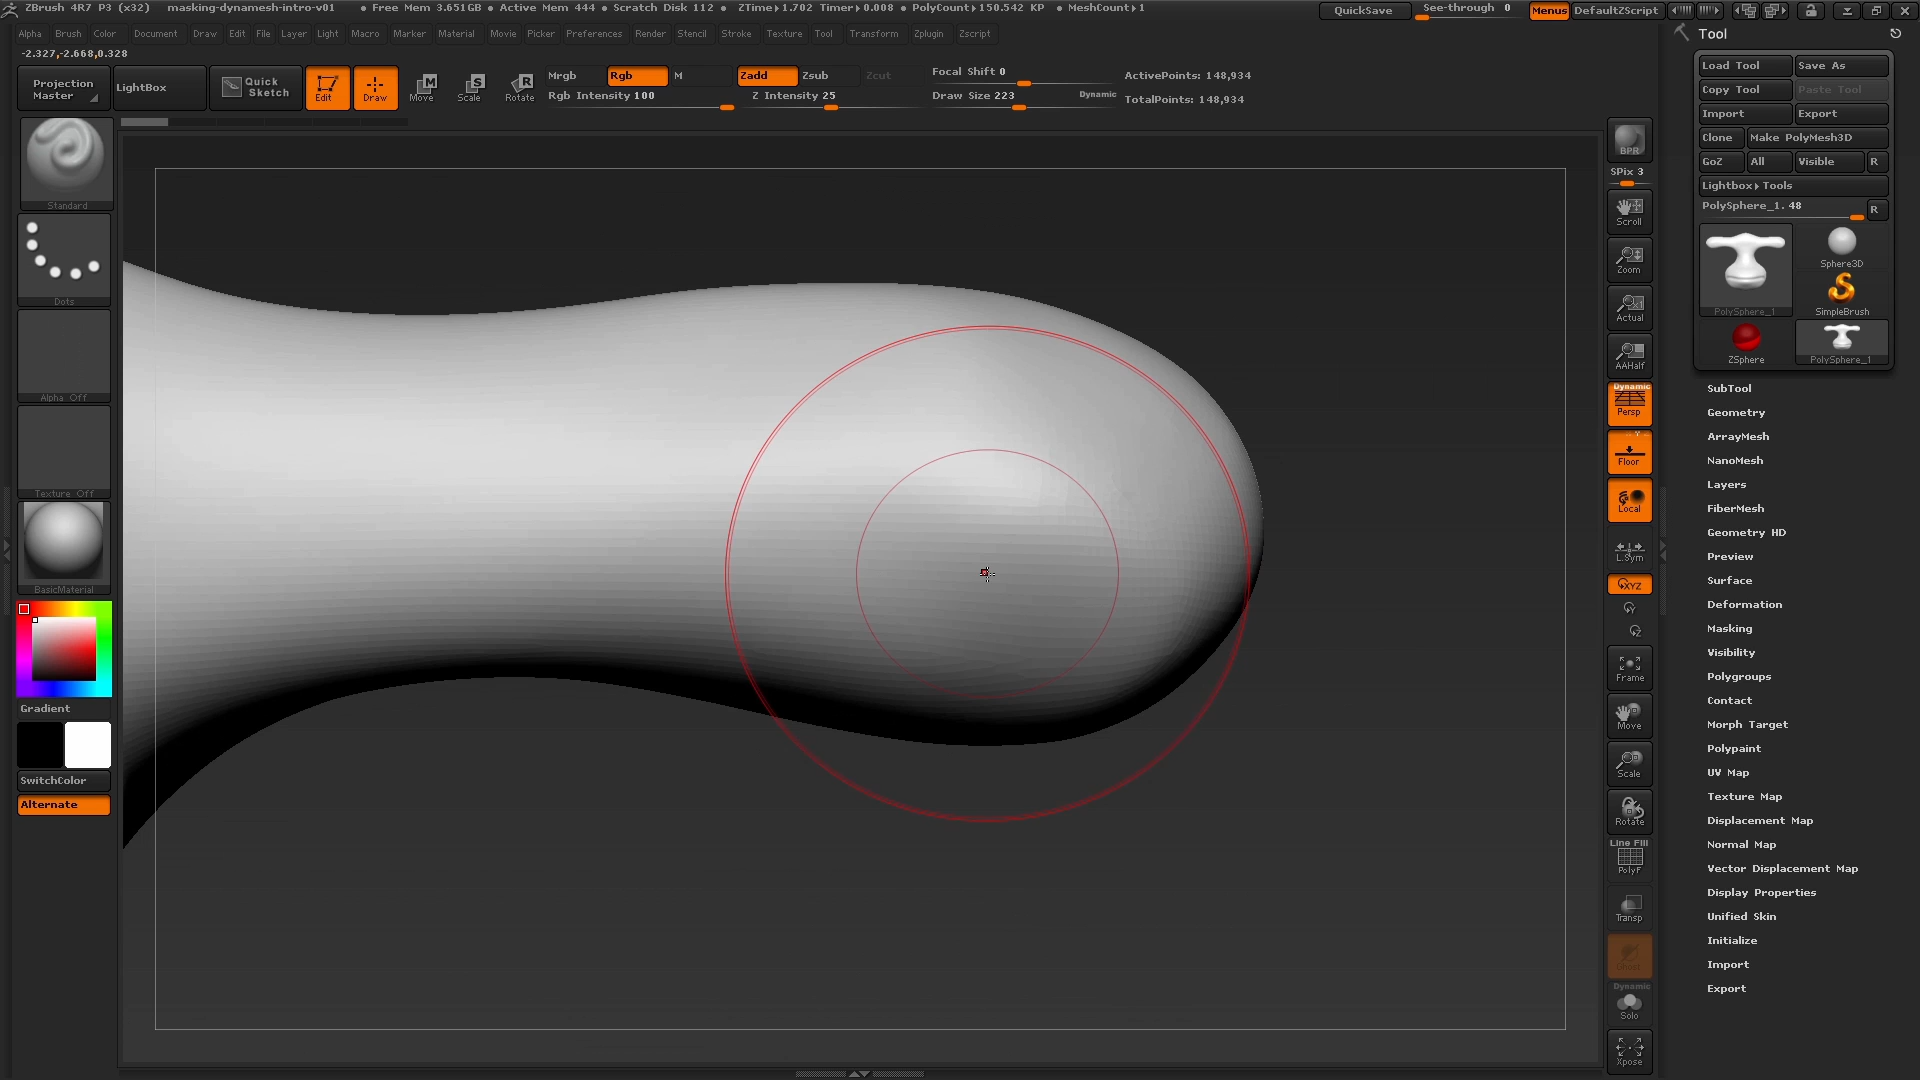 ZBrush 4R7 P3 (x32) masking-dynamesh-intro-v01 • Free Mem 3.651GB • Active Mem 444 • Scratch Disk 112 • ZTime▸1.702 Timer▸0.008 • PolyCount▸150.542 KP • MeshCount▸1 QuickSave See-through 0 Menus DefaultZScript
Alpha Brush Color Document Draw Edit File Layer Light Macro Marker Material Movie Picker Preferences Render Stencil Stroke Texture Tool Transform Zplugin Zscript
-2.327,-2.668,0.328
Projection Master
LightBox
Quick Sketch
Edit
Draw
Move
Scale
Rotate
Mrgb Rgb M
Rgb Intensity 100
Zadd Zsub Zcut
Z Intensity 25
Focal Shift 0
Draw Size 223 Dynamic
ActivePoints: 148,934
TotalPoints: 148,934
Standard
Dots
Alpha Off
Texture Off
BasicMaterial
Gradient
SwitchColor
Alternate
BPR
SPix 3
Scroll
Zoom
Actual
AAHalf
Dynamic
Persp
Floor
Local
L.Sym
XYZ
Y
Z
Frame
Move
Scale
Rotate
Line Fill
PolyF
Transp
Ghost
Dynamic
Solo
Xpose
Tool
Load Tool Save As
Copy Tool Paste Tool
Import Export
Clone Make PolyMesh3D
GoZ All Visible R
Lightbox▸Tools
PolySphere_1. 48 R
PolySphere_1
Sphere3D
SimpleBrush
ZSphere
PolySphere_1
SubTool
Geometry
ArrayMesh
NanoMesh
Layers
FiberMesh
Geometry HD
Preview
Surface
Deformation
Masking
Visibility
Polygroups
Contact
Morph Target
Polypaint
UV Map
Texture Map
Displacement Map
Normal Map
Vector Displacement Map
Display Properties
Unified Skin
Initialize
Import
Export